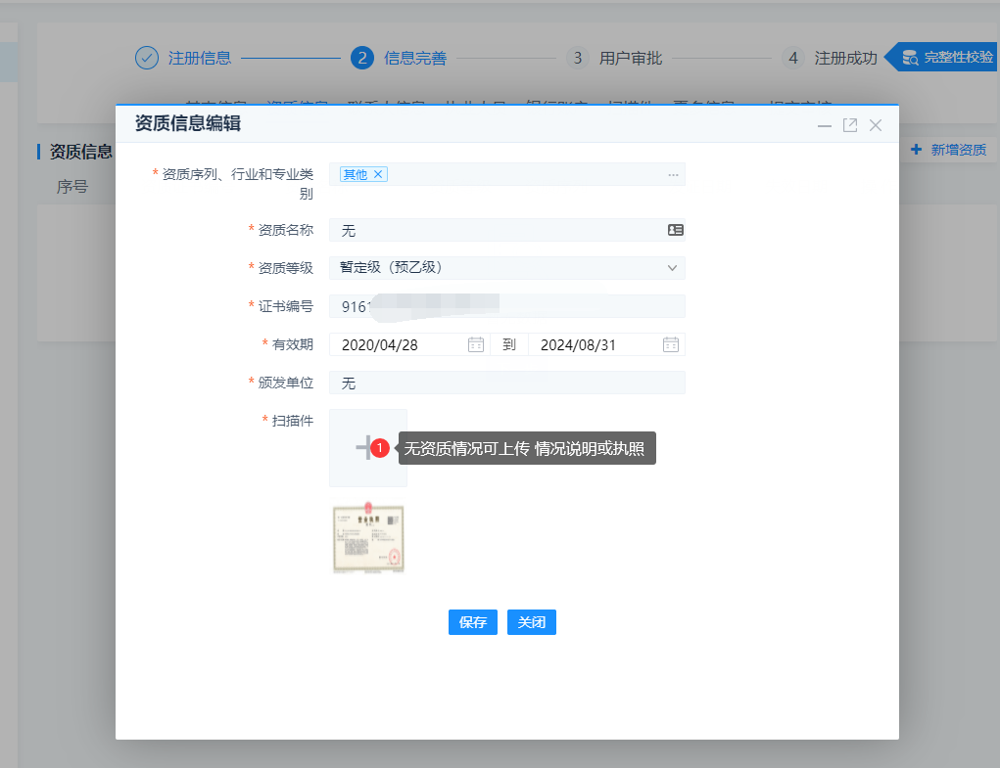 注册信息
2 信息完善
3 用户审批
4 注册成功
完整性校验
资质信息
新增资质
序号
资质信息编辑
* 资质序列、行业和专业类别
其他 ×
* 资质名称 无
* 资质等级 暂定级（预乙级）
* 证书编号 916
* 有效期 2020/04/28 到 2024/08/31
* 颁发单位 无
* 扫描件
1 无资质情况可上传 情况说明或执照
营业执照
保存 关闭